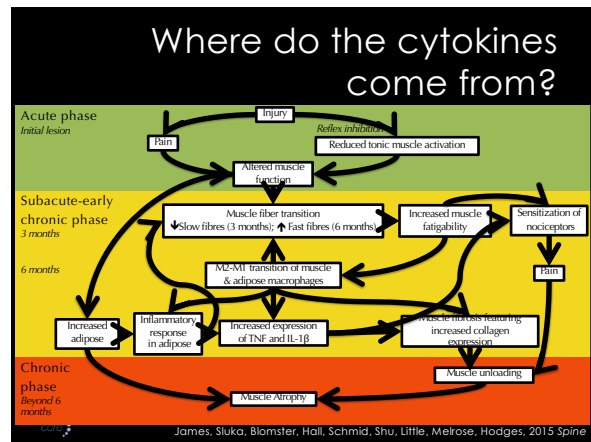 Where do the cytokines
come from?
Acute phase
Initial lesion
Injury
Reflex inhibition
Pain
Reduced tonic muscle activation
Altered muscle
function
Subacute-early
chronic phase
3 months
Muscle fiber transition
↓Slow fibres (3 months); ↑ Fast fibres (6 months)
Increased muscle
fatigability
Sensitization of
nociceptors
6 months
M2-M1 transition of muscle
& adipose macrophages
Pain
Increased
adipose
Inflammatory
response
in adipose
Increased expression
of TNF and IL-1β
Muscle fibrosis featuring
increased collagen
expression
Chronic
phase
Beyond 6
months
Muscle unloading
Muscle Atrophy
James, Sluka, Blomster, Hall, Schmid, Shu, Little, Melrose, Hodges, 2015 Spine